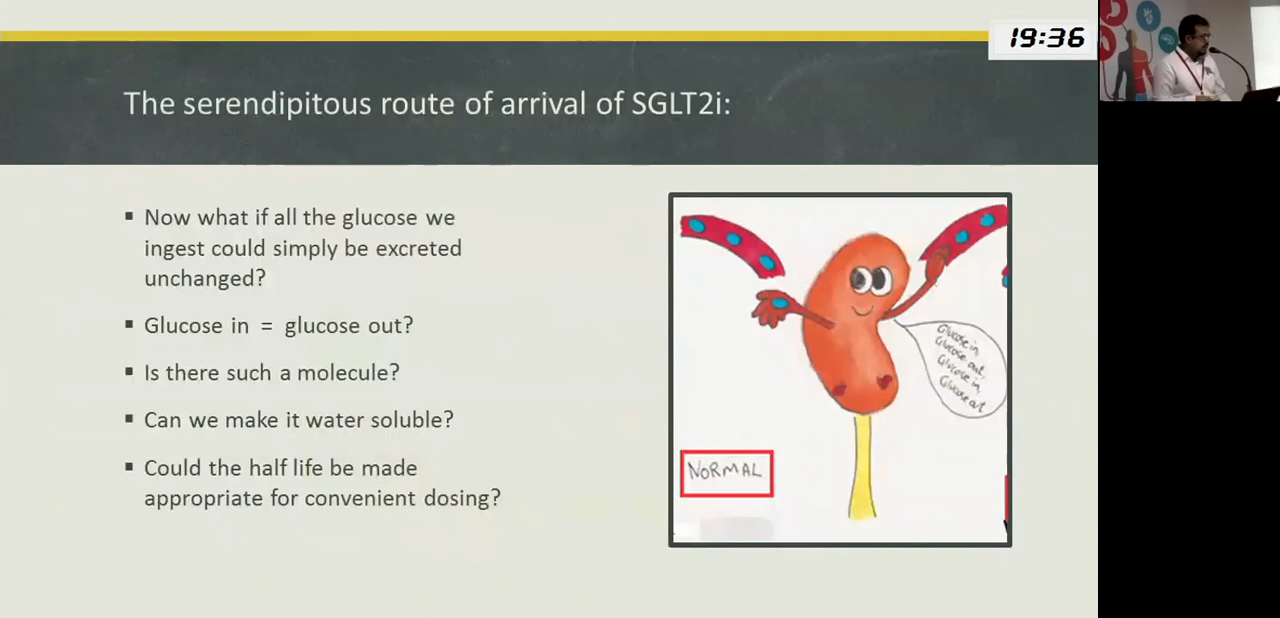 19:36
The serendipitous route of arrival of SGLT2i:
▪ Now what if all the glucose we
ingest could simply be excreted
unchanged?
▪ Glucose in = glucose out?
▪ Is there such a molecule?
▪ Can we make it water soluble?
▪ Could the half life be made
appropriate for convenient dosing?
Glucose in,
Glucose out,
Glucose in,
Glucose out
NORMAL